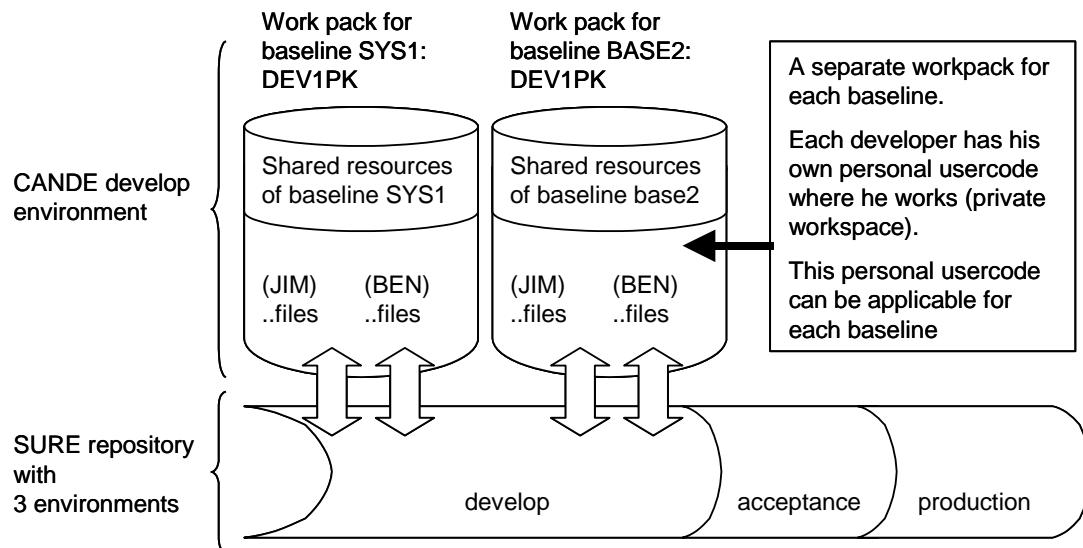 Work pack for
baseline SYS1:
DEV1PK
Work pack for
baseline BASE2:
DEV1PK
A separate workpack for
each baseline.
Each developer has his
own personal usercode
where he works (private
workspace).
This personal usercode
can be applicable for
each baseline
CANDE develop
environment
Shared resources
of baseline SYS1
Shared resources
of baseline base2
(JIM)
..files
(BEN)
..files
(JIM)
..files
(BEN)
..files
SURE repository
with
3 environments
develop
acceptance
production